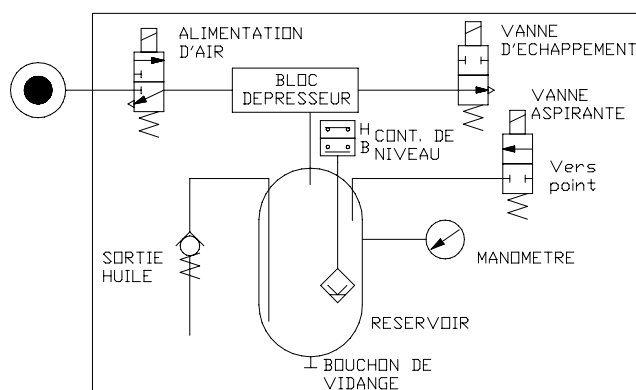 ALIMENTATION
D'AIR
VANNE
D'ECHAPPEMENT
BLOC
DEPRESSEUR
VANNE
ASPIRANTE
H
B
CONT. DE
NIVEAU
Vers
point
SORTIE
HUILE
MANOMETRE
RESERVOIR
BOUCHON DE
VIDANGE